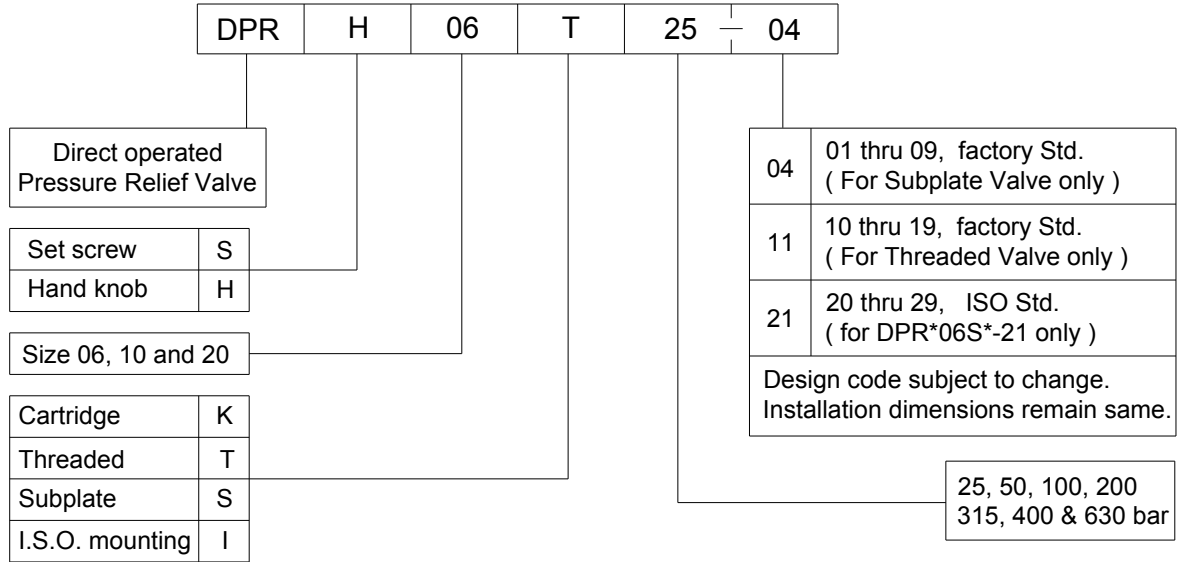 DPR H 06 T 25 — 04
Direct operated
Pressure Relief Valve
Set screw S
Hand knob H
Size 06, 10 and 20
Cartridge K
Threaded T
Subplate S
I.S.O. mounting I
04 01 thru 09, factory Std.
( For Subplate Valve only )
11 10 thru 19, factory Std.
( For Threaded Valve only )
21 20 thru 29, ISO Std.
( for DPR*06S*-21 only )
Design code subject to change.
Installation dimensions remain same.
25, 50, 100, 200
315, 400 & 630 bar